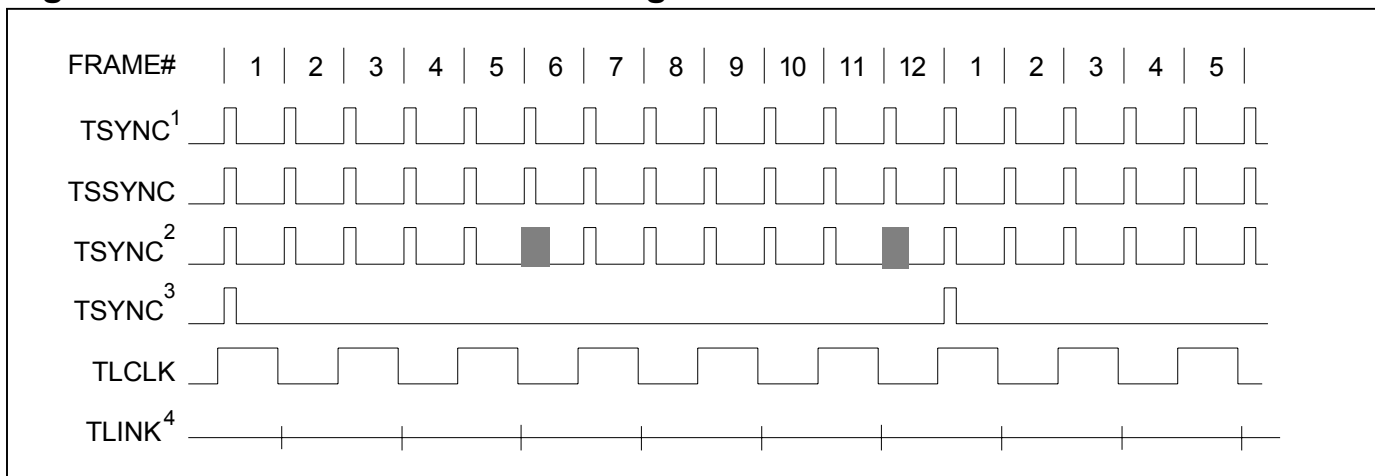 FRAME# 1 2 3 4 5 6 7 8 9 10 11 12 1 2 3 4 5
TSYNC1
TSSYNC
TSYNC2
TSYNC3
TLCLK
TLINK4